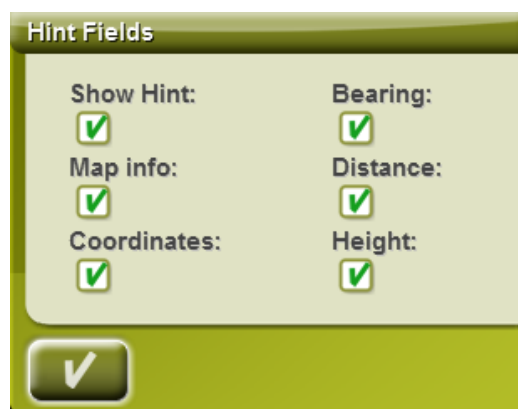 Hint Fields
Show Hint: Bearing:
Map info: Distance:
Coordinates: Height: